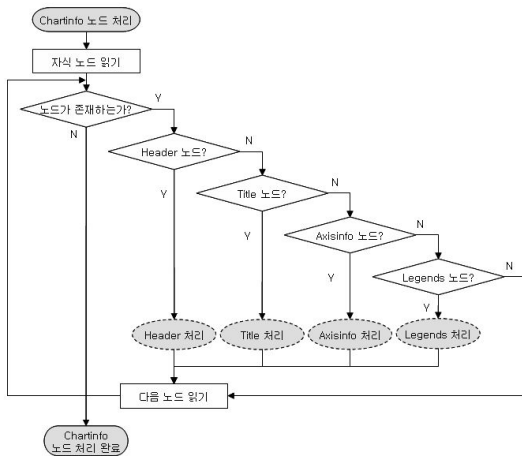 Chartinfo 노드 처리
자식 노드 읽기
노드가 존재하는가?
Y
N
Header 노드?
N
Y
Title 노드?
N
Y
Axisinfo 노드?
N
Y
Legends 노드?
N
Y
Header 처리
Title 처리
Axisinfo 처리
Legends 처리
다음 노드 읽기
Chartinfo
노드 처리 완료